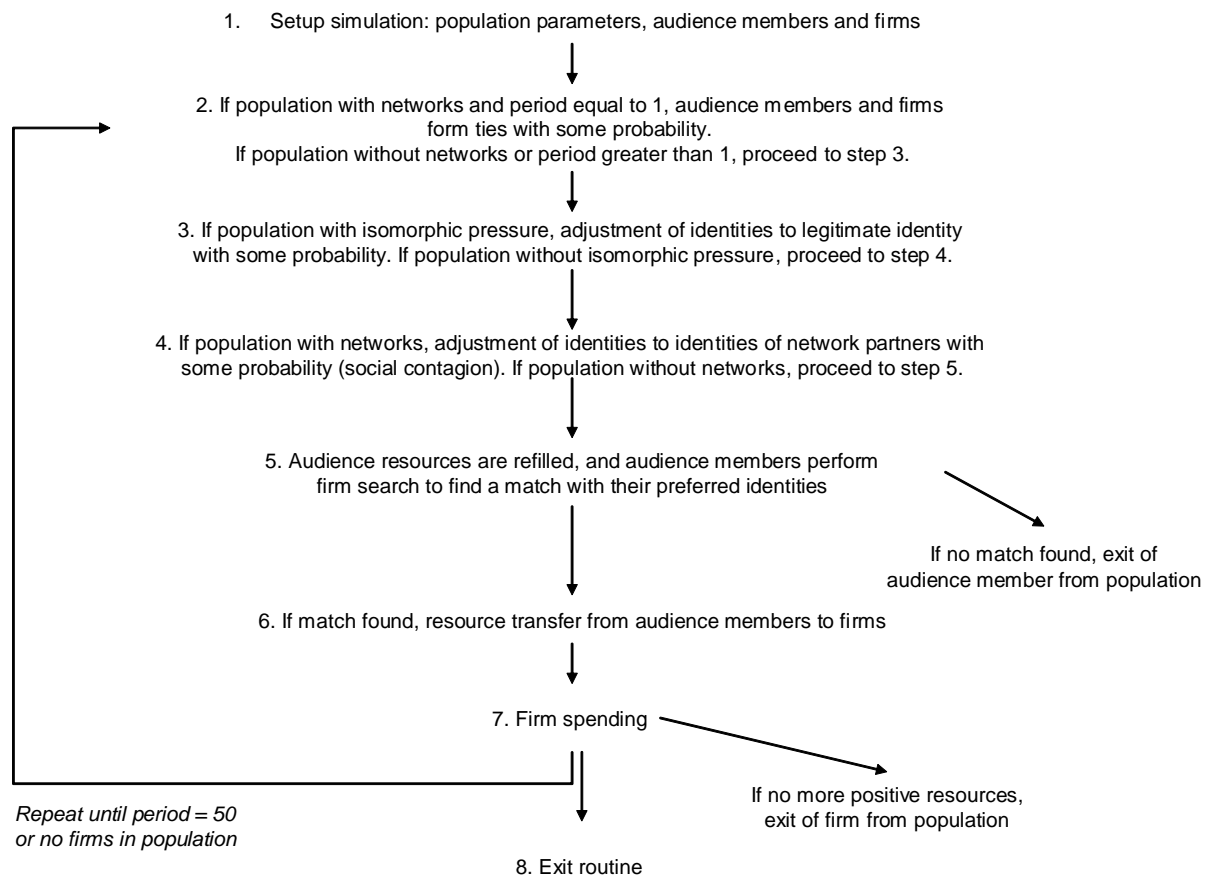 1. Setup simulation: population parameters, audience members and firms
2. If population with networks and period equal to 1, audience members and firms
form ties with some probability.
If population without networks or period greater than 1, proceed to step 3.
3. If population with isomorphic pressure, adjustment of identities to legitimate identity
with some probability. If population without isomorphic pressure, proceed to step 4.
4. If population with networks, adjustment of identities to identities of network partners with
some probability (social contagion). If population without networks, proceed to step 5.
5. Audience resources are refilled, and audience members perform
firm search to find a match with their preferred identities
If no match found, exit of
audience member from population
6. If match found, resource transfer from audience members to firms
7. Firm spending
If no more positive resources,
exit of firm from population
Repeat until period = 50
or no firms in population
8. Exit routine